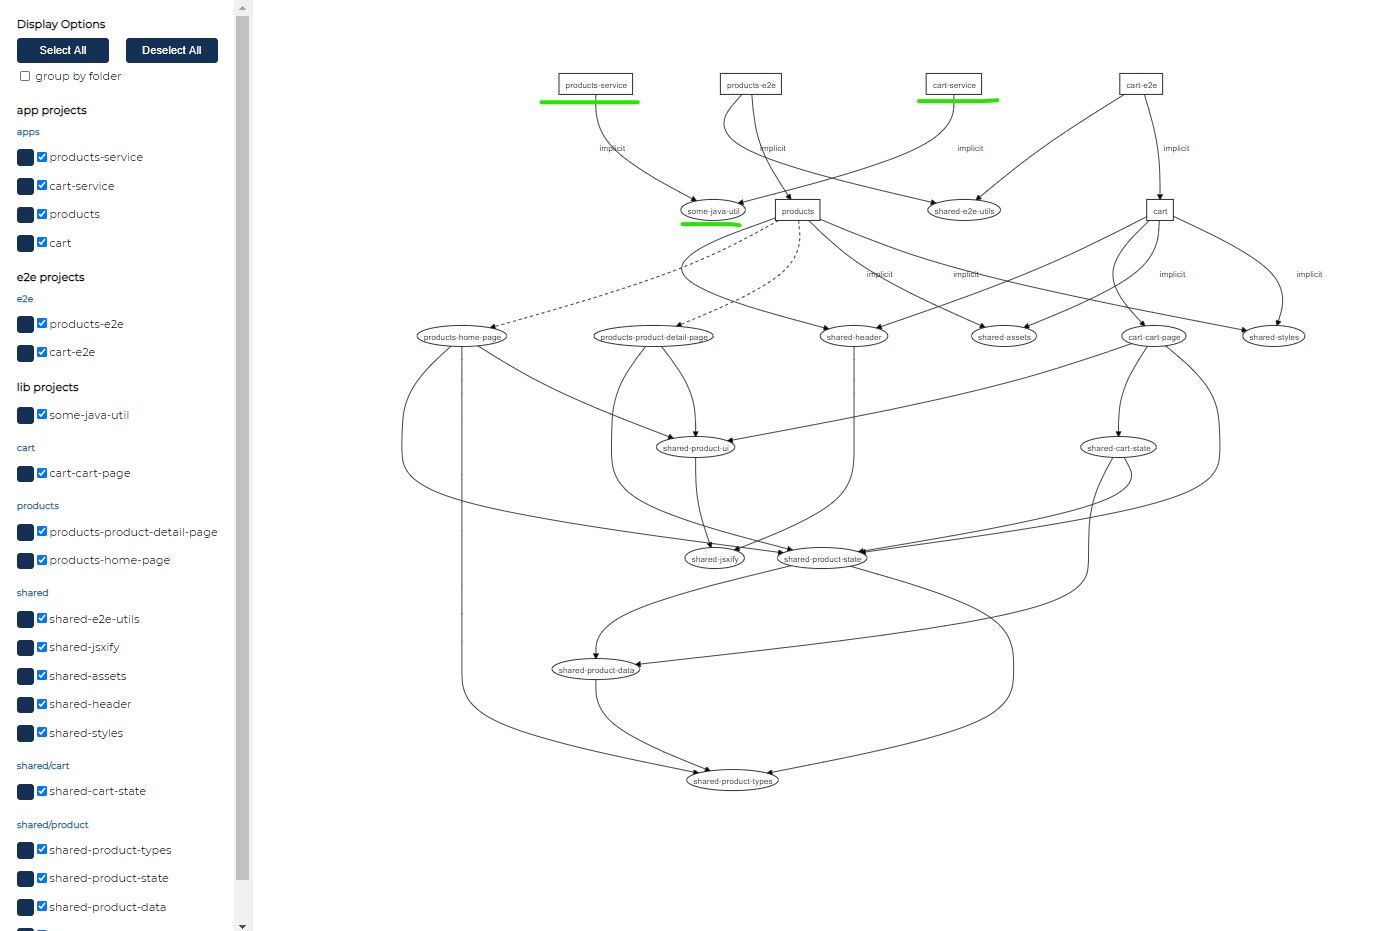 Display Options
Select All
Deselect All
group by folder
app projects
apps
products-service
cart-service
products
cart
e2e projects
e2e
products-e2e
cart-e2e
lib projects
some-java-util
cart
cart-cart-page
products
products-product-detail-page
products-home-page
shared
shared-e2e-utils
shared-jsxify
shared-assets
shared-header
shared-styles
shared/cart
shared-cart-state
shared/product
shared-product-types
shared-product-state
shared-product-data
products-service
products-e2e
cart-service
cart-e2e
implicit
implicit
implicit
implicit
some-java-util
products
shared-e2e-utils
cart
implicit
implicit
implicit
implicit
products-home-page
products-product-detail-page
shared-header
shared-assets
cart-cart-page
shared-styles
shared-product-ui
shared-cart-state
shared-jsxify
shared-product-state
shared-product-data
shared-product-types